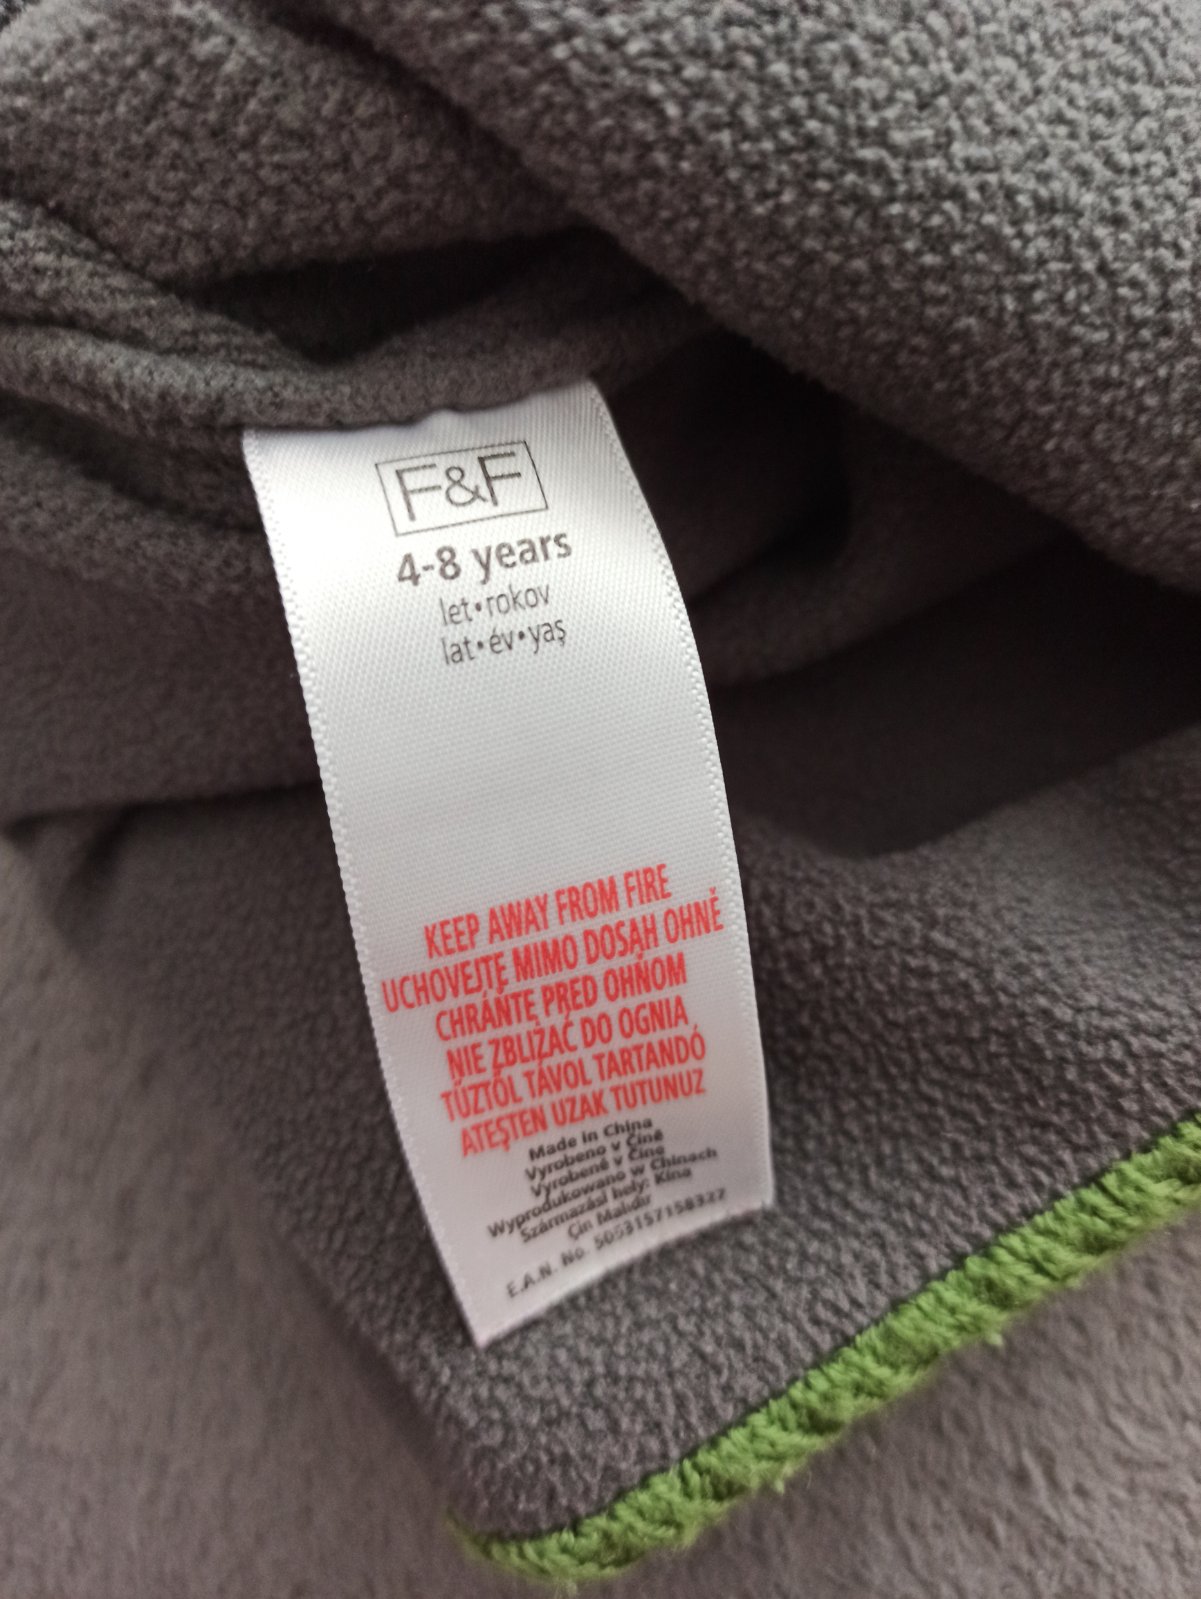 F&F
4-8 years
let•rokov
lat•év•yaş
KEEP AWAY FROM FIRE
UCHOVEJTE MIMO DOSAH OHNĚ
CHRÁŇTE PRED OHŇOM
NIE ZBLIŻAĆ DO OGNIA
TŰZTŐL TÁVOL TARTANDÓ
ATEŞTEN UZAK TUTUNUZ
Made in China
Vyrobeno v Číně
Vyrobené v Číne
Wyprodukowano w Chinach
Származási hely: Kína
Çin Malıdır
E.A.N. No. 5053157158322